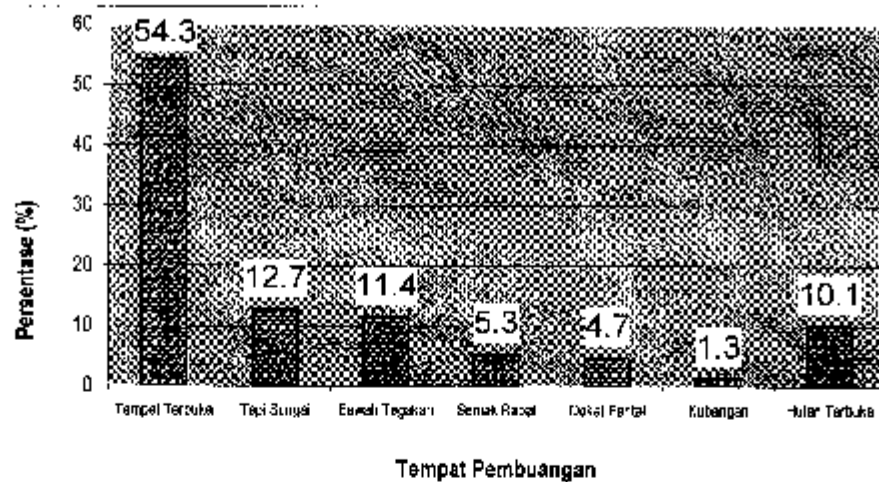 60
54.3
50
40
30
20
12.7
11.4
10.1
10
5.3
4.7
1.3
0
Persentase (%)
Tempat Terbuka
Tepi Sungai
Bawah Tegakan
Semak Rapat
Dekat Pantai
Kubangan
Hutan Terbuka
Tempat Pembuangan